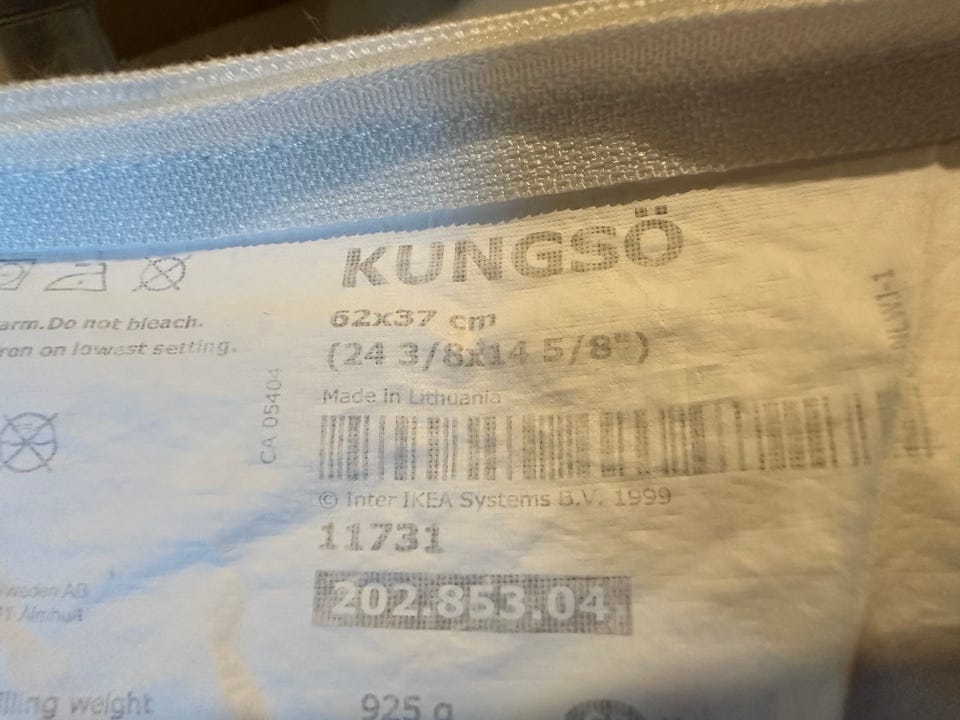 KUNGSÖ
arm.Do not bleach.
62x37 cm
ron on lowest setting.
(24 3/8x14 5/8")
Made in Lithuania
CA 05404
© Inter IKEA Systems B.V. 1999
11731
202.853.04
weden AB
Älmhult
illing weight
925 g